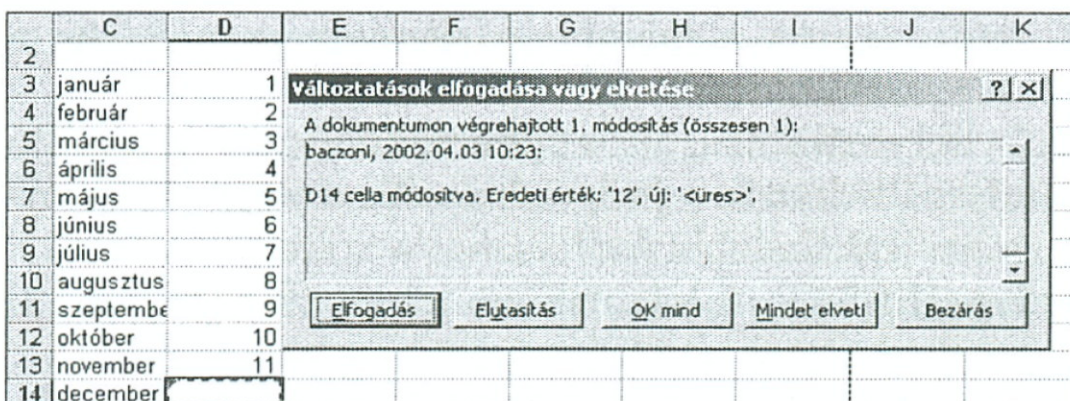 C D E F G H I J K
2
3 január 1
4 február 2
5 március 3
6 április 4
7 május 5
8 június 6
9 július 7
10 augusztus 8
11 szeptembe 9
12 október 10
13 november 11
14 december
Változtatások elfogadása vagy elvetése ? ×
A dokumentumon végrehajtott 1. módosítás (összesen 1):
baczoni, 2002.04.03 10:23:
D14 cella módosítva. Eredeti érték: '12', új: '<üres>'.
Elfogadás Elutasítás OK mind Mindet elveti Bezárás